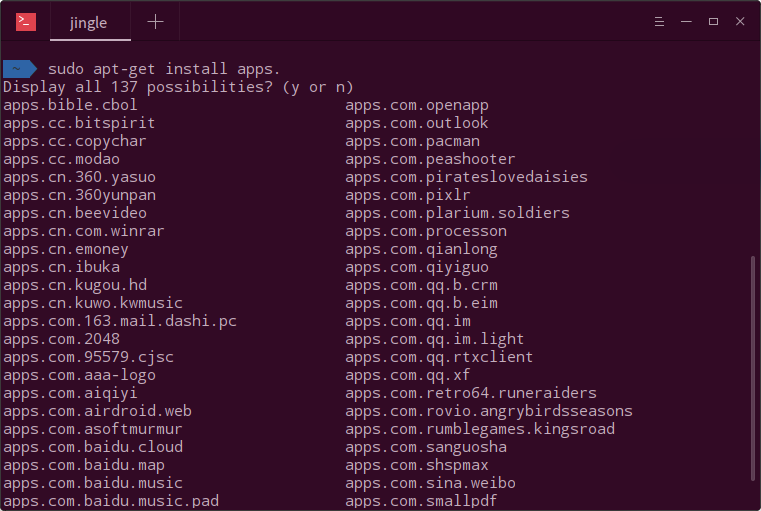 jingle
~ sudo apt-get install apps.
Display all 137 possibilities? (y or n)
apps.bible.cbol apps.com.openapp
apps.cc.bitspirit apps.com.outlook
apps.cc.copychar apps.com.pacman
apps.cc.modao apps.com.peashooter
apps.cn.360.yasuo apps.com.pirateslovedaisies
apps.cn.360yunpan apps.com.pixlr
apps.cn.beevideo apps.com.plarium.soldiers
apps.cn.com.winrar apps.com.processon
apps.cn.emoney apps.com.qianlong
apps.cn.ibuka apps.com.qiyiguo
apps.cn.kugou.hd apps.com.qq.b.crm
apps.cn.kuwo.kwmusic apps.com.qq.b.eim
apps.com.163.mail.dashi.pc apps.com.qq.im
apps.com.2048 apps.com.qq.im.light
apps.com.95579.cjsc apps.com.qq.rtxclient
apps.com.aaa-logo apps.com.qq.xf
apps.com.aiqiyi apps.com.retro64.runeraiders
apps.com.airdroid.web apps.com.rovio.angrybirdsseasons
apps.com.asoftmurmur apps.com.rumblegames.kingsroad
apps.com.baidu.cloud apps.com.sanguosha
apps.com.baidu.map apps.com.shspmax
apps.com.baidu.music apps.com.sina.weibo
apps.com.baidu.music.pad apps.com.smallpdf